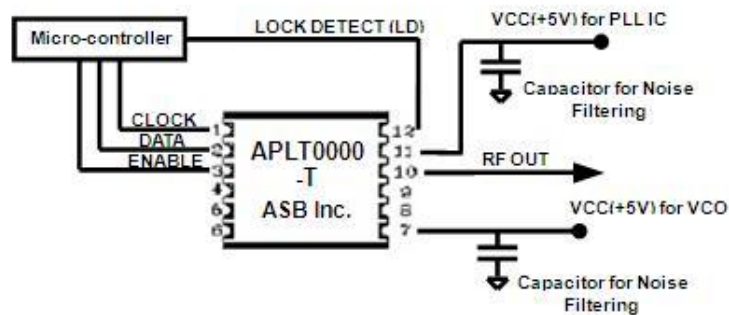 VCC(+5V) for PLL IC
Micro-controller
LOCK DETECT (LD)
Capacitor for Noise
Filtering
CLOCK
DATA
ENABLE
1
2
3
4
5
6
APLT0000
-T
ASB Inc.
12
11
10
9
8
7
RF OUT
VCC(+5V) for VCO
Capacitor for Noise
Filtering